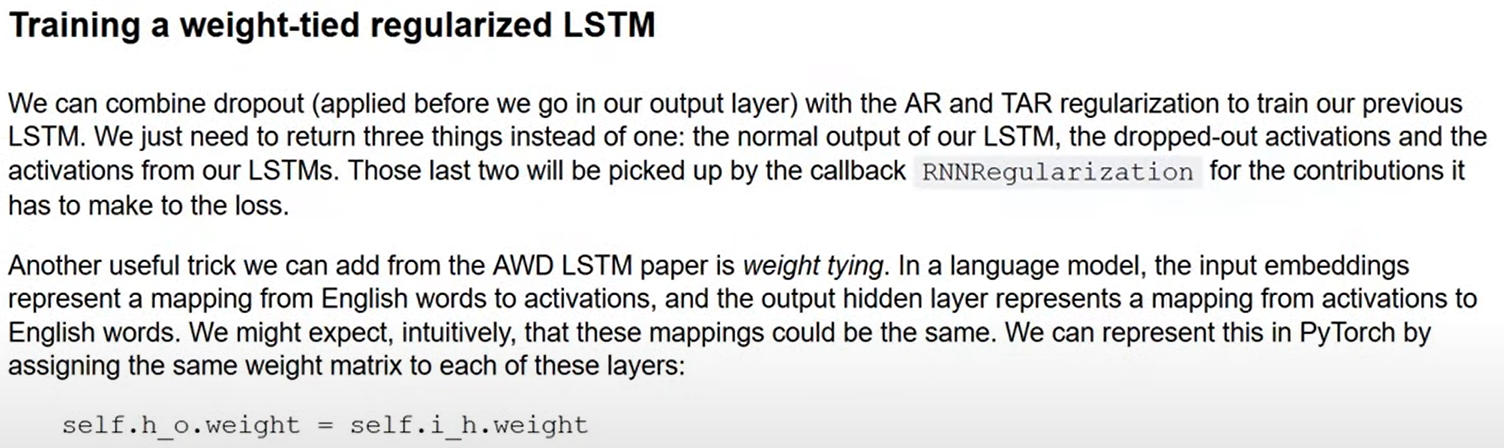 Training a weight-tied regularized LSTM
We can combine dropout (applied before we go in our output layer) with the AR and TAR regularization to train our previous
LSTM. We just need to return three things instead of one: the normal output of our LSTM, the dropped-out activations and the
activations from our LSTMs. Those last two will be picked up by the callback RNNRegularization for the contributions it
has to make to the loss.
Another useful trick we can add from the AWD LSTM paper is weight tying. In a language model, the input embeddings
represent a mapping from English words to activations, and the output hidden layer represents a mapping from activations to
English words. We might expect, intuitively, that these mappings could be the same. We can represent this in PyTorch by
assigning the same weight matrix to each of these layers:
self.h_o.weight = self.i_h.weight